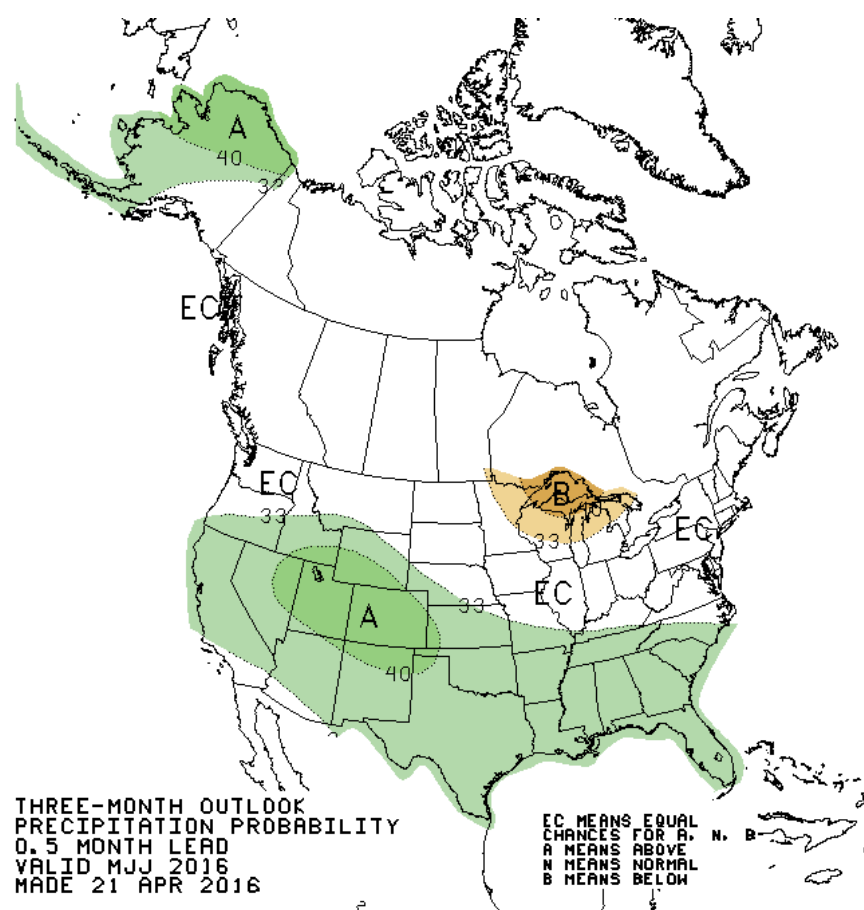 A
40
33
EC
EC
33
B
33
EC
EC
33
A
40
THREE-MONTH OUTLOOK
PRECIPITATION PROBABILITY
0.5 MONTH LEAD
VALID MJJ 2016
MADE 21 APR 2016
EC MEANS EQUAL
CHANCES FOR A, N, B
A MEANS ABOVE
N MEANS NORMAL
B MEANS BELOW